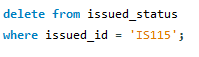 delete from issued_status
where issued_id = 'IS115';